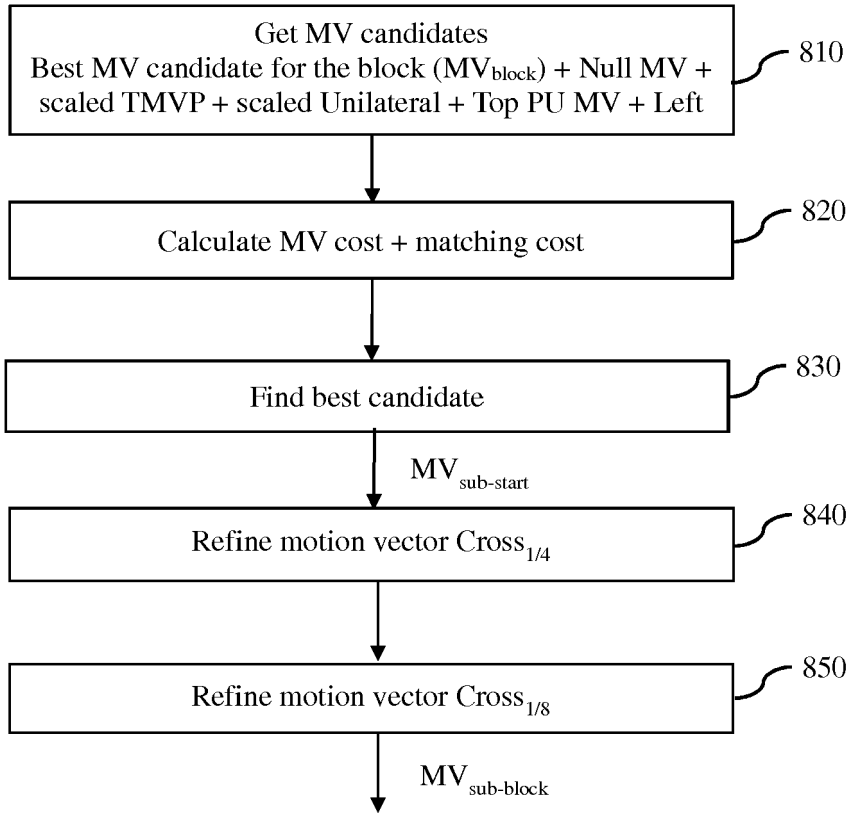 Get MV candidates
Best MV candidate for the block (MVblock) + Null MV +
scaled TMVP + scaled Unilateral + Top PU MV + Left
810
Calculate MV cost + matching cost
820
Find best candidate
830
MVsub-start
Refine motion vector Cross1/4
840
Refine motion vector Cross1/8
850
MVsub-block